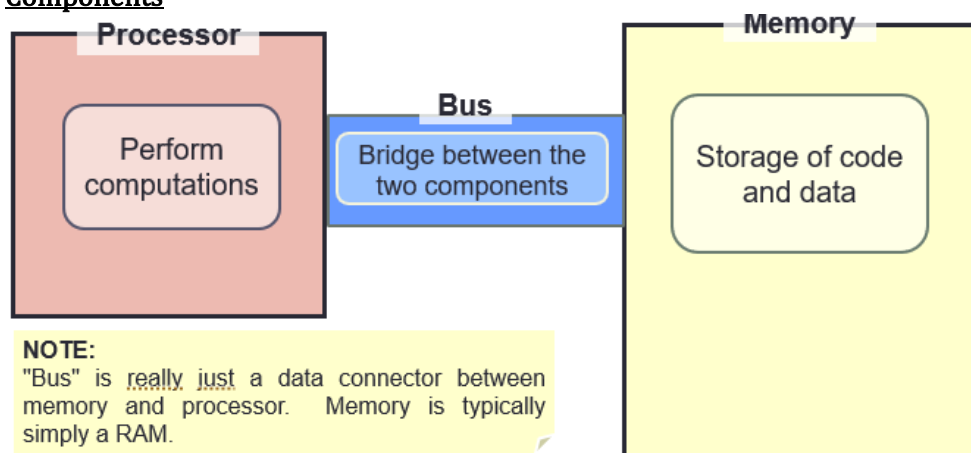 Components
Processor
Memory
Bus
Perform
computations
Bridge between the
two components
Storage of code
and data
NOTE:
"Bus" is really just a data connector between
memory and processor. Memory is typically
simply a RAM.